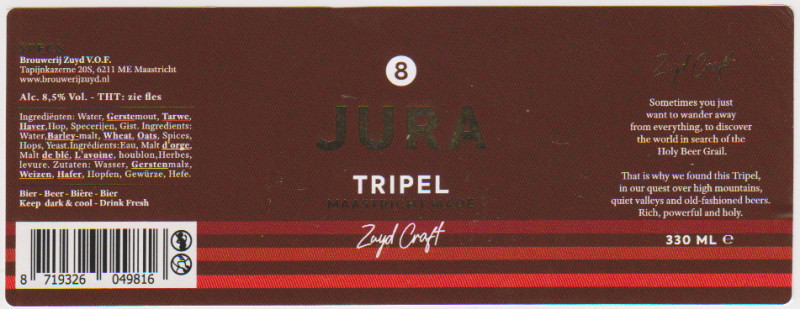 SPECS
Brouwerij Zuyd V.O.F.
Tapijnkazerne 20S, 6211 ME Maastricht
www.brouwerijzuyd.nl
Alc. 8,5% Vol. - THT: zie fles
Ingrediënten: Water, Gerstemout, Tarwe,
Haver,Hop, Specerijen, Gist. Ingredients:
Water,Barley-malt, Wheat, Oats, Spices,
Hops, Yeast.Ingrédients:Eau, Malt d'orge,
Malt de blé, L'avoine, houblon,Herbes,
levure. Zutaten: Wasser, Gerstenmalz,
Weizen, Hafer, Hopfen, Gewürze, Hefe.
Bier - Beer - Bière - Bier
Keep dark & cool - Drink Fresh
8 719326 049816
8
JURA
TRIPEL
MAASTRICHT MADE
Zuyd Craft
Zuyd Craft
Sometimes you just
want to wander away
from everything, to discover
the world in search of the
Holy Beer Grail.
That is why we found this Tripel,
in our quest over high mountains,
quiet valleys and old-fashioned beers.
Rich, powerful and holy.
330 ML ℮